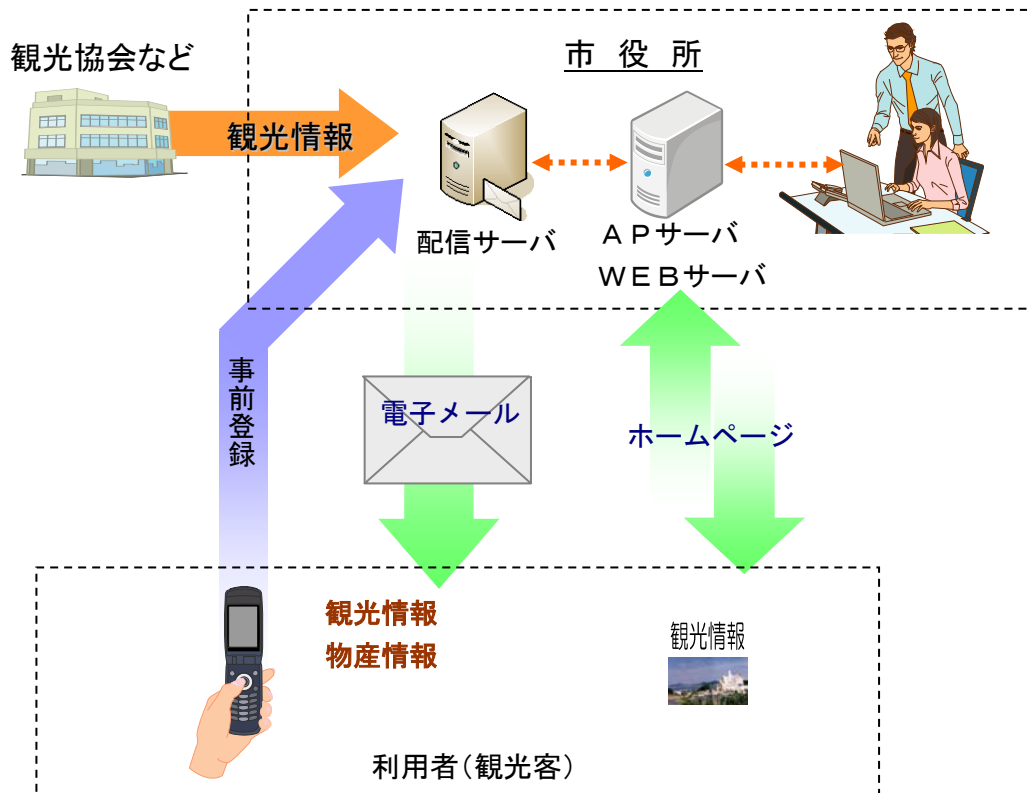 市役所
観光協会など
観光情報
配信サーバ
ＡＰサーバ
ＷＥＢサーバ
事前登録
電子メール
ホームページ
観光情報
物産情報
観光情報
利用者（観光客）